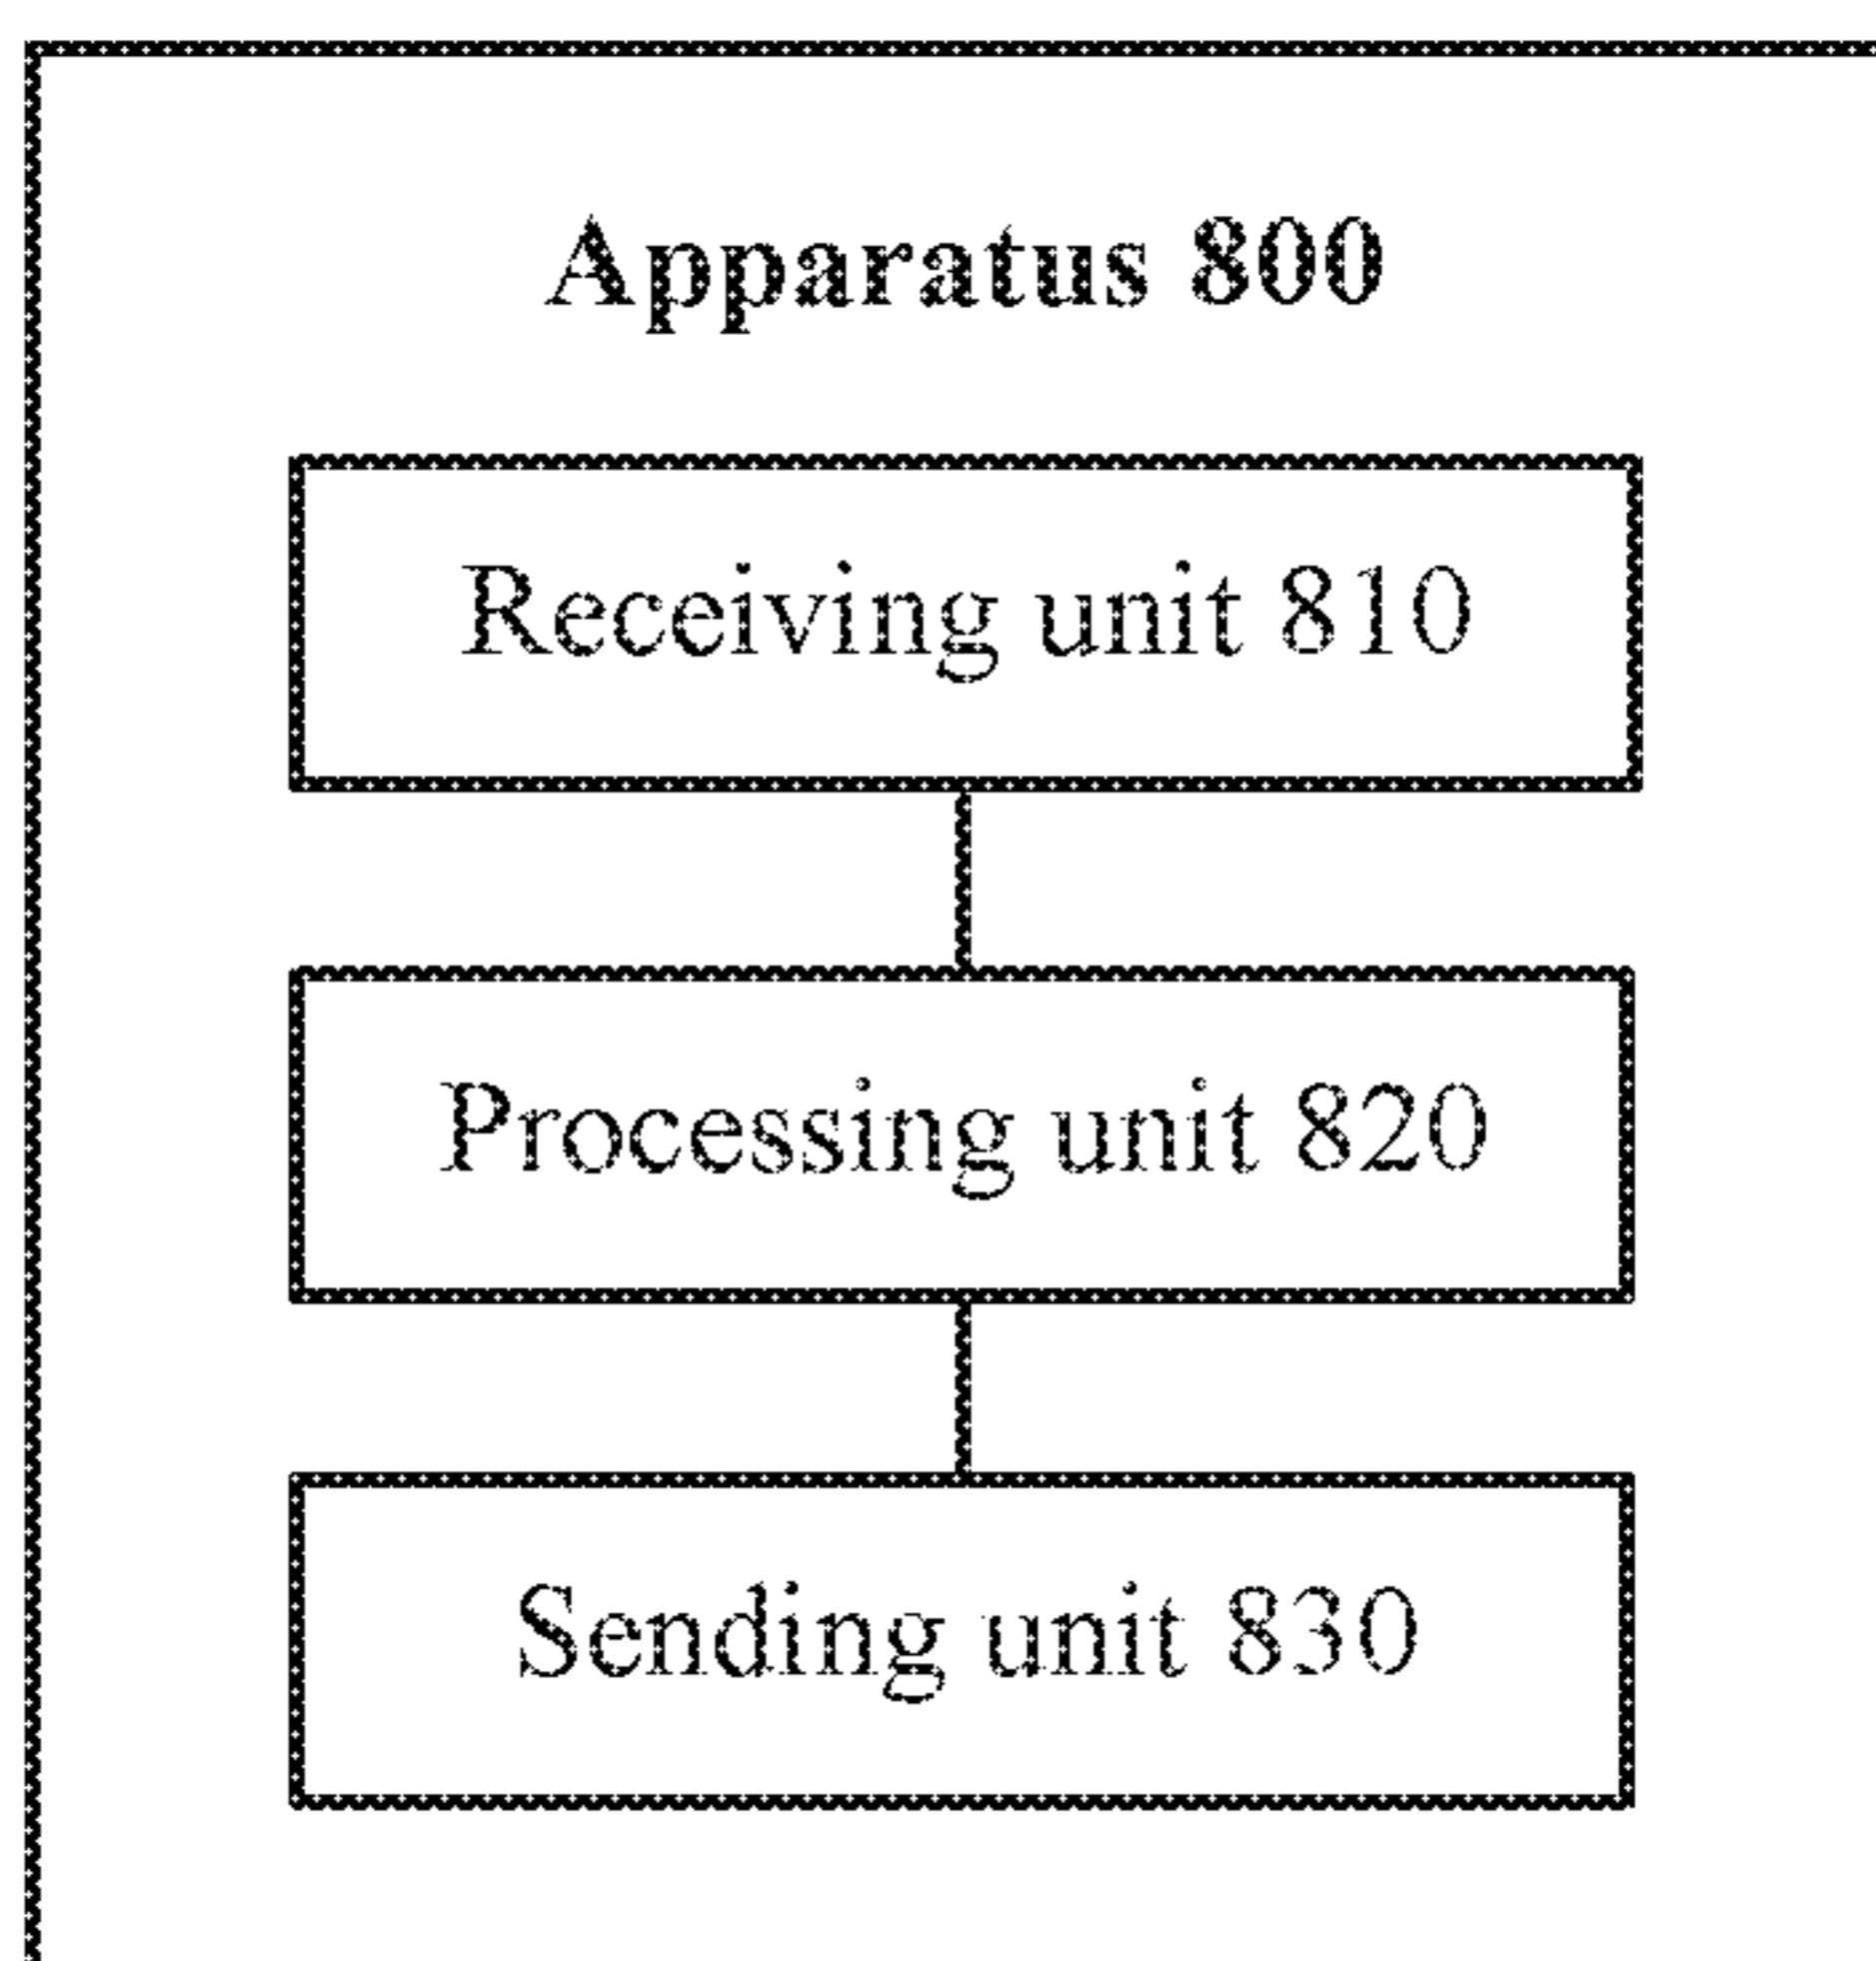 Apparatus 800
Receiving unit 810
Processing unit 820
Sending unit 830